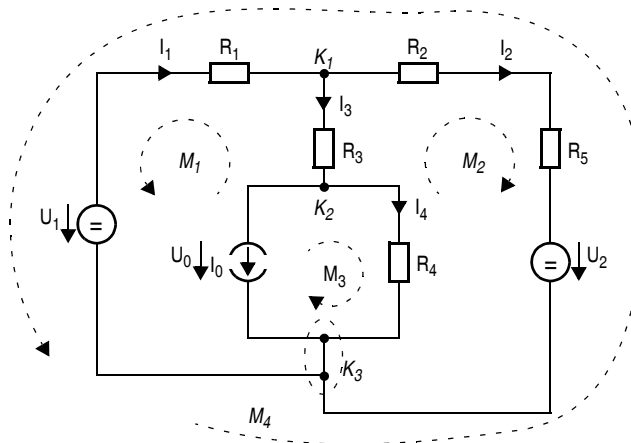 I1 R1 K1 R2 I2
I3
R3 R5
M1 M2
K2 I4
U1 = U0 I0 M3 R4 = U2
K3
M4